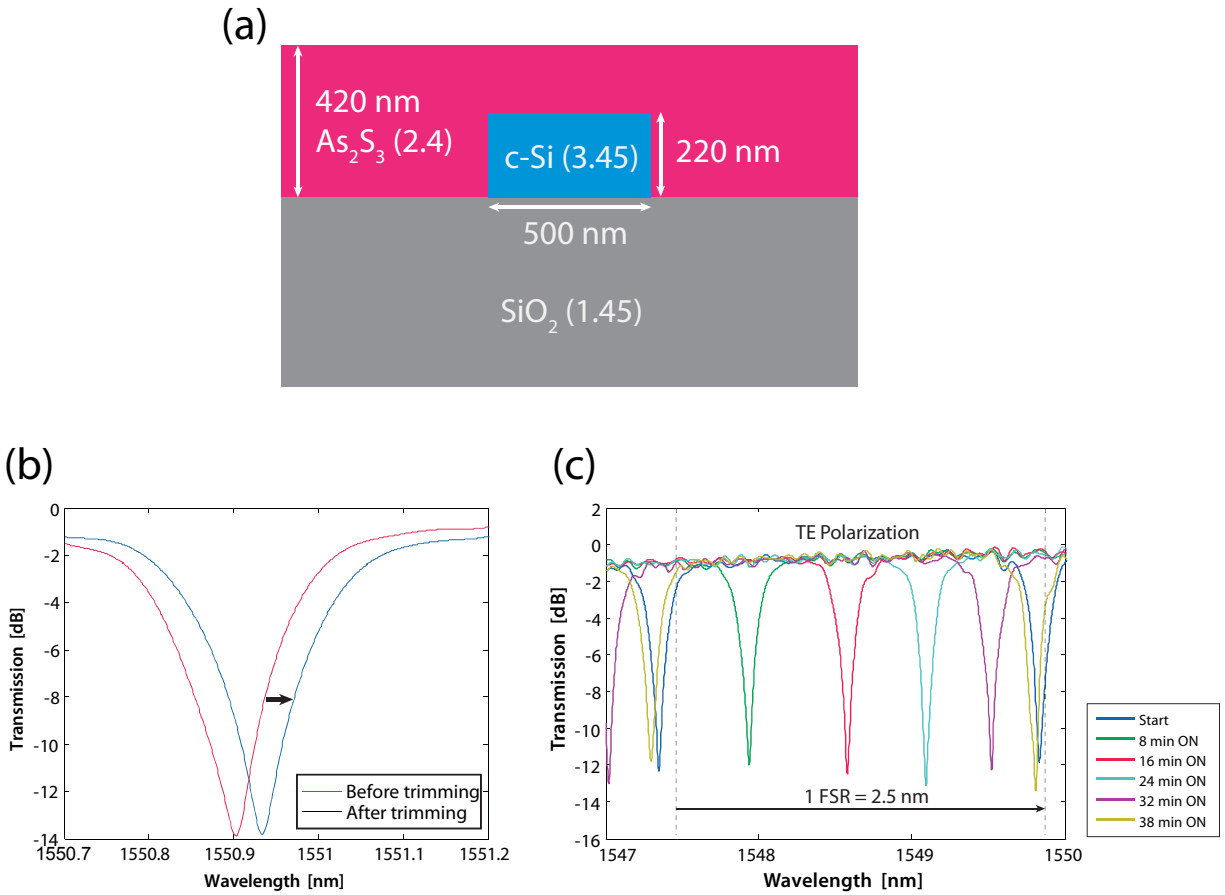 (a)
420 nm
As₂S₃ (2.4)
c-Si (3.45)
220 nm
500 nm
SiO₂ (1.45)
(b)
Transmission [dB]
0
-2
-4
-6
-8
-10
-12
-14
Before trimming
After trimming
1550.7 1550.8 1550.9 1551 1551.1 1551.2
Wavelength [nm]
(c)
Transmission [dB]
2
0
-2
-4
-6
-8
-10
-12
-14
-16
TE Polarization
1 FSR = 2.5 nm
1547 1548 1549 1550
Wavelength [nm]
Start
8 min ON
16 min ON
24 min ON
32 min ON
38 min ON